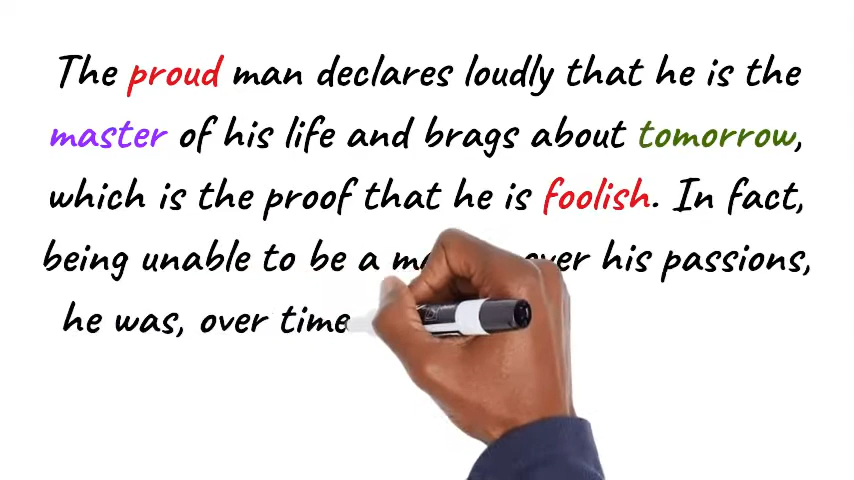 The proud man declares loudly that he is the
master of his life and brags about tomorrow,
which is the proof that he is foolish. In fact,
being unable to be a over his passions,
he was, over time